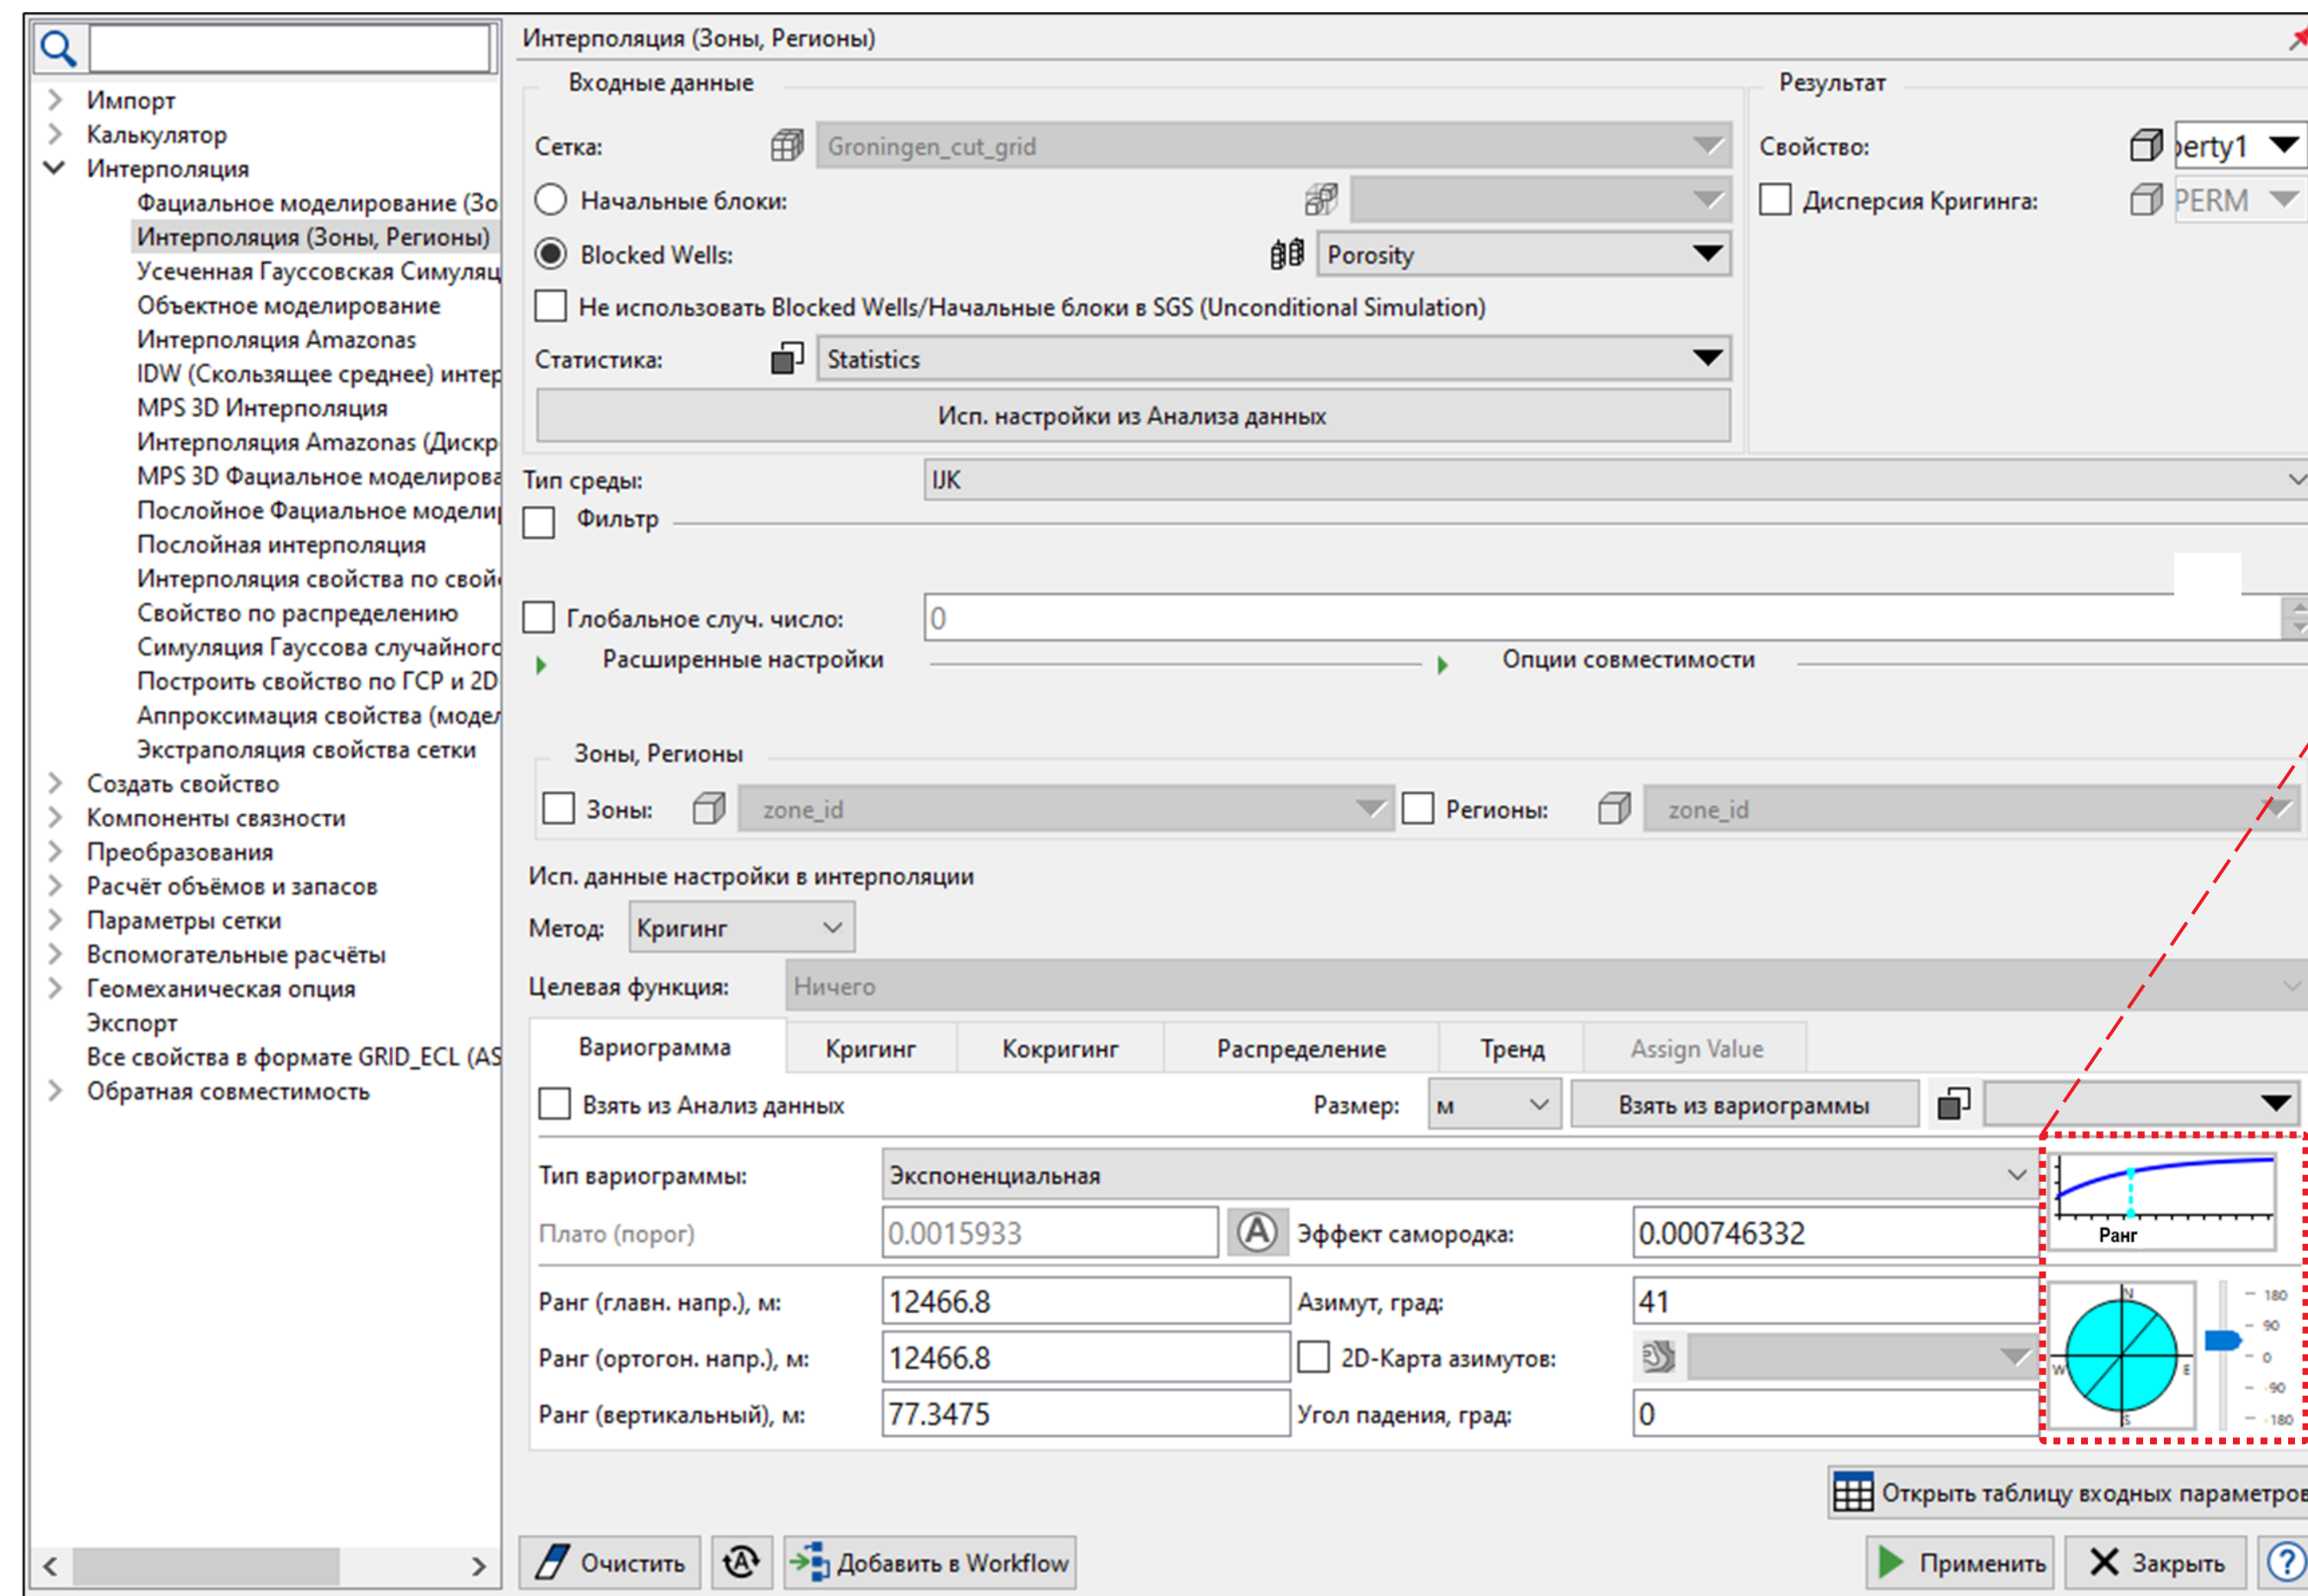 Импорт
Калькулятор
Интерполяция
Фациальное моделирование (Зо
Интерполяция (Зоны, Регионы)
Усеченная Гауссовская Симуляц
Объектное моделирование
Интерполяция Amazonas
IDW (Скользящее среднее) интер
MPS 3D Интерполяция
Интерполяция Amazonas (Дискр
MPS 3D Фациальное моделирова
Послойное Фациальное модели
Послойная интерполяция
Интерполяция свойства по свой
Свойство по распределению
Симуляция Гауссова случайного
Построить свойство по ГСР и 2D
Аппроксимация свойства (модел
Экстраполяция свойства сетки
Создать свойство
Компоненты связности
Преобразования
Расчёт объёмов и запасов
Параметры сетки
Вспомогательные расчёты
Геомеханическая опция
Экспорт
Все свойства в формате GRID_ECL (AS
Обратная совместимость
Интерполяция (Зоны, Регионы)
Входные данные
Результат
Сетка: Groningen_cut_grid
Свойство: perty1
Начальные блоки:
Дисперсия Кригинга: PERM
Blocked Wells: Porosity
Не использовать Blocked Wells/Начальные блоки в SGS (Unconditional Simulation)
Статистика: Statistics
Исп. настройки из Анализа данных
Тип среды: IJK
Фильтр
Глобальное случ. число: 0
Расширенные настройки Опции совместимости
Зоны, Регионы
Зоны: zone_id Регионы: zone_id
Исп. данные настройки в интерполяции
Метод: Кригинг
Целевая функция: Ничего
Вариограмма Кригинг Кокригинг Распределение Тренд Assign Value
Взять из Анализ данных Размер: м Взять из вариограммы
Тип вариограммы: Экспоненциальная
Плато (порог) 0.0015933 A Эффект самородка: 0.000746332
Ранг
Ранг (главн. напр.), м: 12466.8 Азимут, град: 41
Ранг (ортогон. напр.), м: 12466.8 2D-Карта азимутов:
Ранг (вертикальный), м: 77.3475 Угол падения, град: 0
N
W E
S
180
90
0
-90
-180
Открыть таблицу входных параметров
Очистить A Добавить в Workflow Применить Закрыть ?